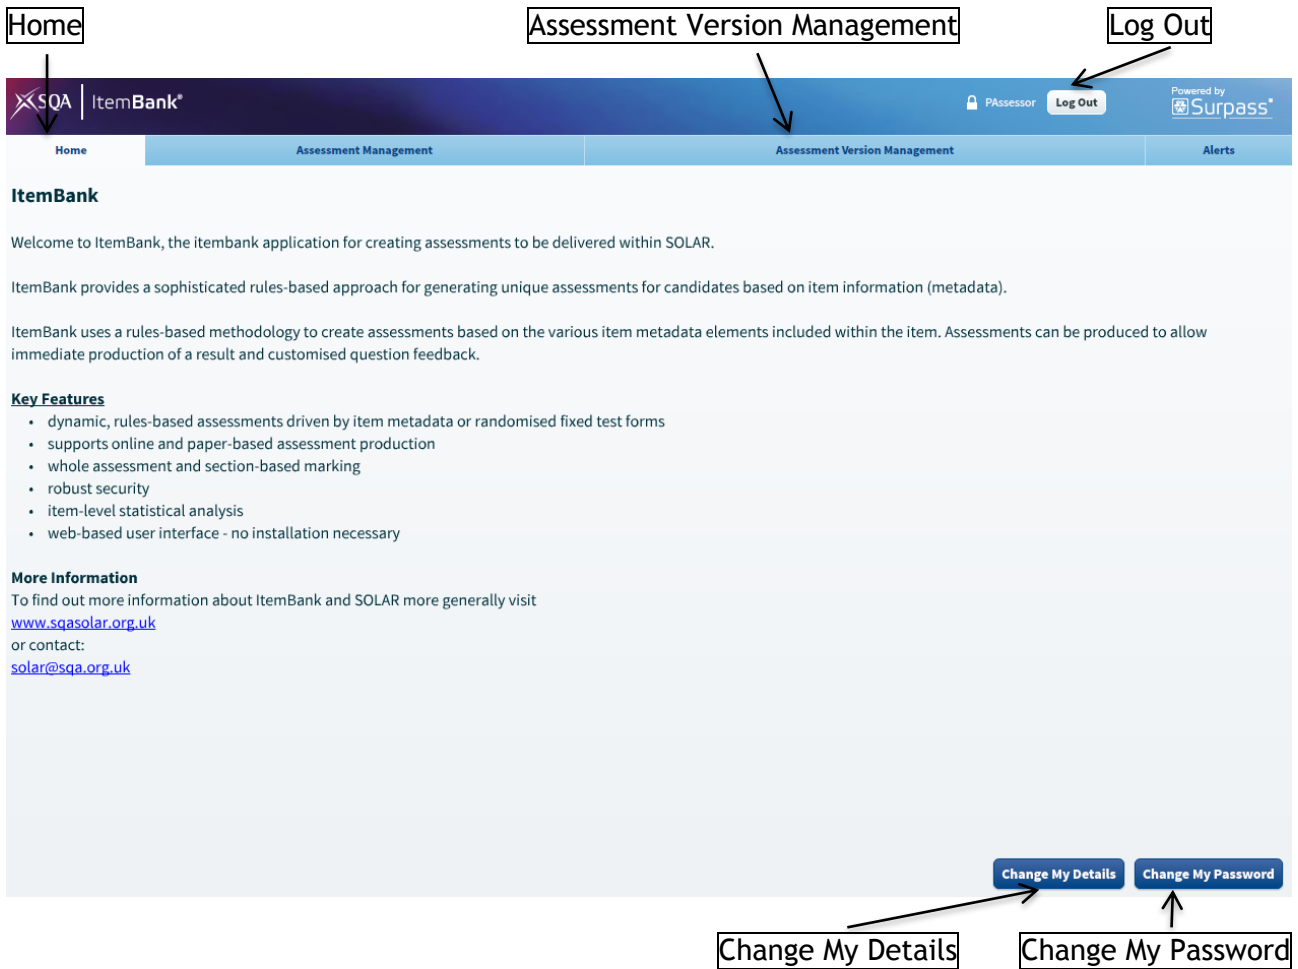 Home
Assessment Version Management
Log Out
SQA ItemBank®
PAssessor
Log Out
Powered by
Surpass®
Home
Assessment Management
Assessment Version Management
Alerts
ItemBank
Welcome to ItemBank, the itembank application for creating assessments to be delivered within SOLAR.
ItemBank provides a sophisticated rules-based approach for generating unique assessments for candidates based on item information (metadata).
ItemBank uses a rules-based methodology to create assessments based on the various item metadata elements included within the item. Assessments can be produced to allow
immediate production of a result and customised question feedback.
Key Features
• dynamic, rules-based assessments driven by item metadata or randomised fixed test forms
• supports online and paper-based assessment production
• whole assessment and section-based marking
• robust security
• item-level statistical analysis
• web-based user interface - no installation necessary
More Information
To find out more information about ItemBank and SOLAR more generally visit
www.sqasolar.org.uk
or contact:
solar@sqa.org.uk
Change My Details
Change My Password
Change My Details
Change My Password